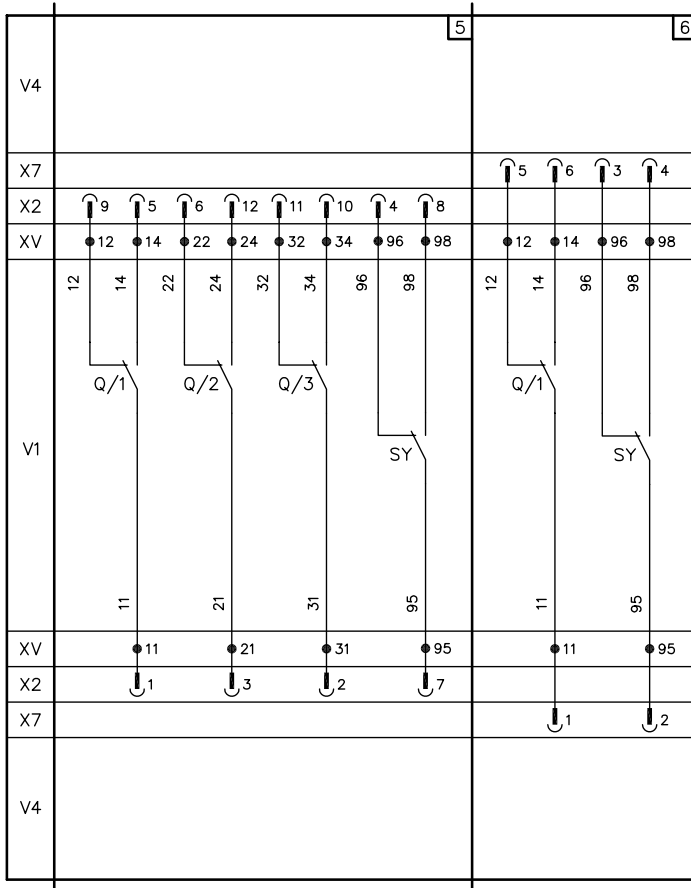 5 6
V4
X7 5 6 3 4
X2 9 5 6 12 11 10 4 8
XV 12 14 22 24 32 34 96 98 12 14 96 98
12 14 22 24 32 34 96 98 12 14 96 98
Q/1 Q/2 Q/3 Q/1
V1 SY SY
11 21 31 95 11 95
XV 11 21 31 95 11 95
X2 1 3 2 7
X7 1 2
V4